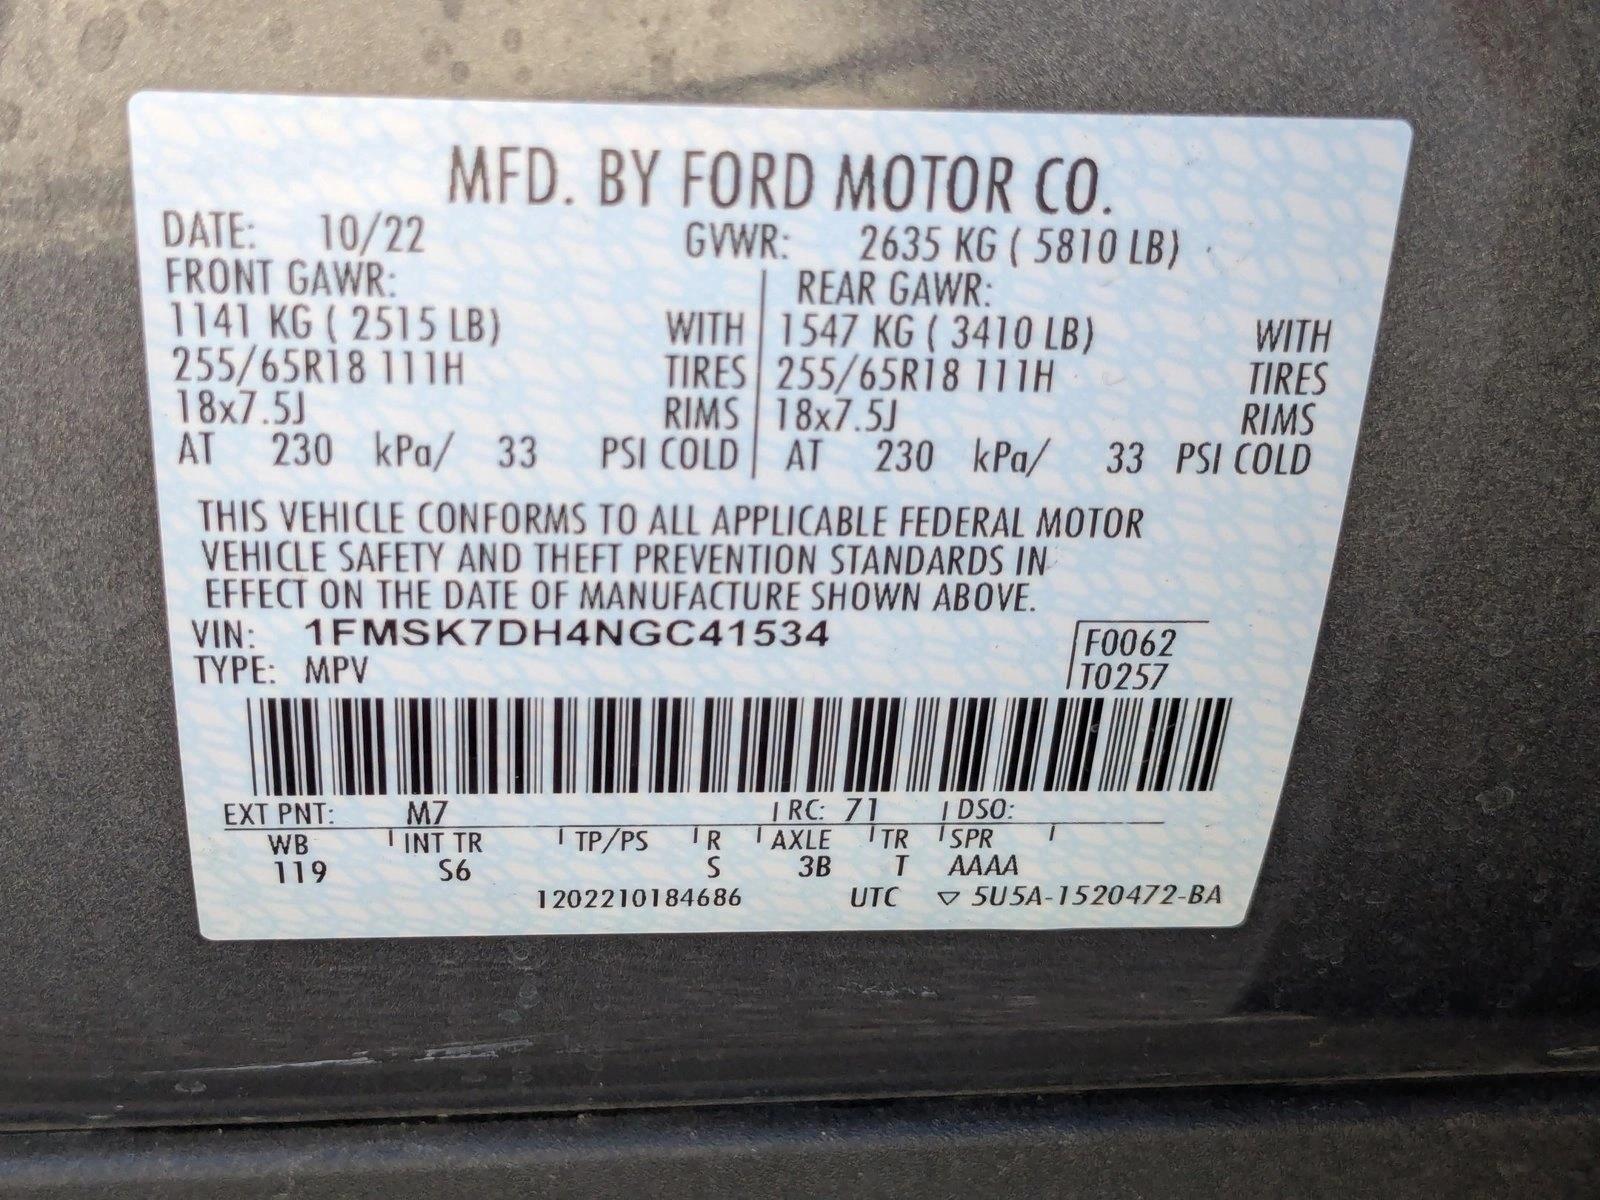 MFD. BY FORD MOTOR CO.
DATE: 10/22 GVWR: 2635 KG ( 5810 LB)
FRONT GAWR: REAR GAWR:
1141 KG ( 2515 LB) WITH 1547 KG ( 3410 LB) WITH
255/65R18 111H TIRES 255/65R18 111H TIRES
18x7.5J RIMS 18x7.5J RIMS
AT 230 kPa/ 33 PSI COLD AT 230 kPa/ 33 PSI COLD
THIS VEHICLE CONFORMS TO ALL APPLICABLE FEDERAL MOTOR
VEHICLE SAFETY AND THEFT PREVENTION STANDARDS IN
EFFECT ON THE DATE OF MANUFACTURE SHOWN ABOVE.
VIN: 1FMSK7DH4NGC41534 F0062
TYPE: MPV T0257
EXT PNT: M7 RC: 71 DSO:
WB INT TR TP/PS R AXLE TR SPR
119 S6 S 3B T AAAA
1202210184686 UTC ▽ 5U5A-1520472-BA